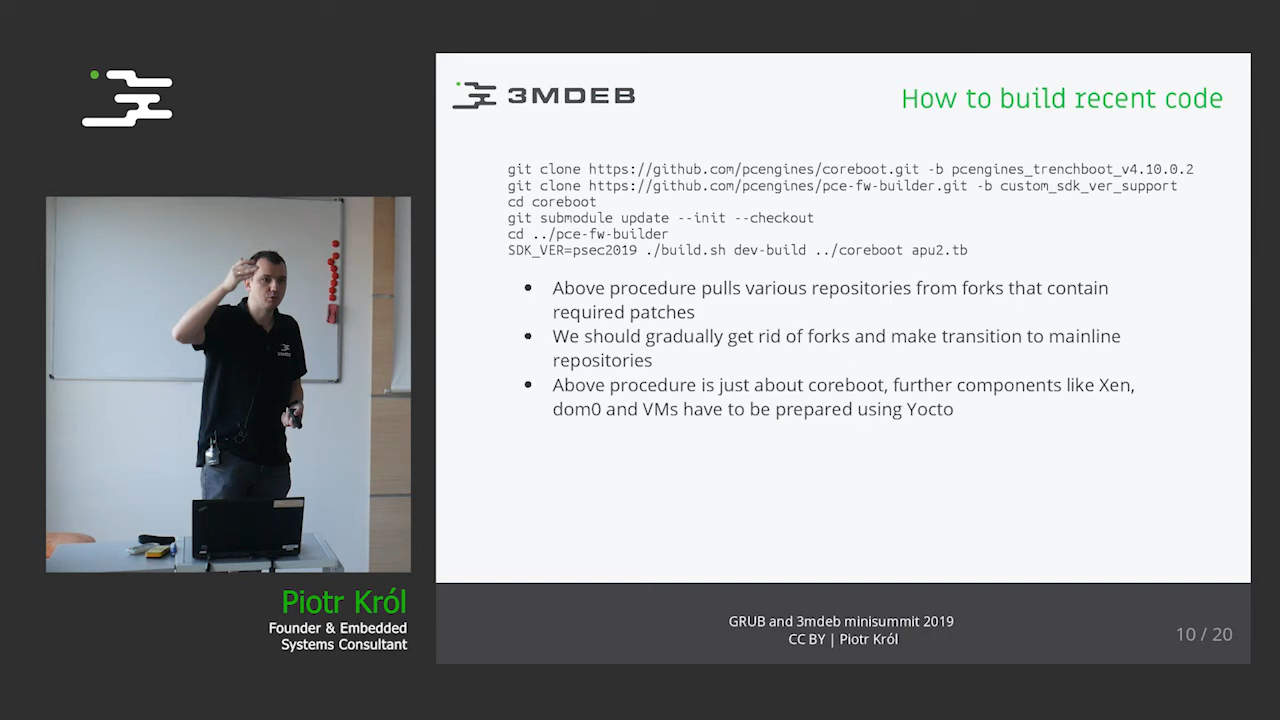 3MDEB
How to build recent code
git clone https://github.com/pcengines/coreboot.git -b pcengines_trenchboot_v4.10.0.2
git clone https://github.com/pcengines/pce-fw-builder.git -b custom_sdk_ver_support
cd coreboot
git submodule update --init --checkout
cd ../pce-fw-builder
SDK_VER=psec2019 ./build.sh dev-build ../coreboot apu2.tb
• Above procedure pulls various repositories from forks that contain
required patches
• We should gradually get rid of forks and make transition to mainline
repositories
• Above procedure is just about coreboot, further components like Xen,
dom0 and VMs have to be prepared using Yocto
Piotr Król
Founder & Embedded
Systems Consultant
GRUB and 3mdeb minisummit 2019
CC BY | Piotr Król
10 / 20